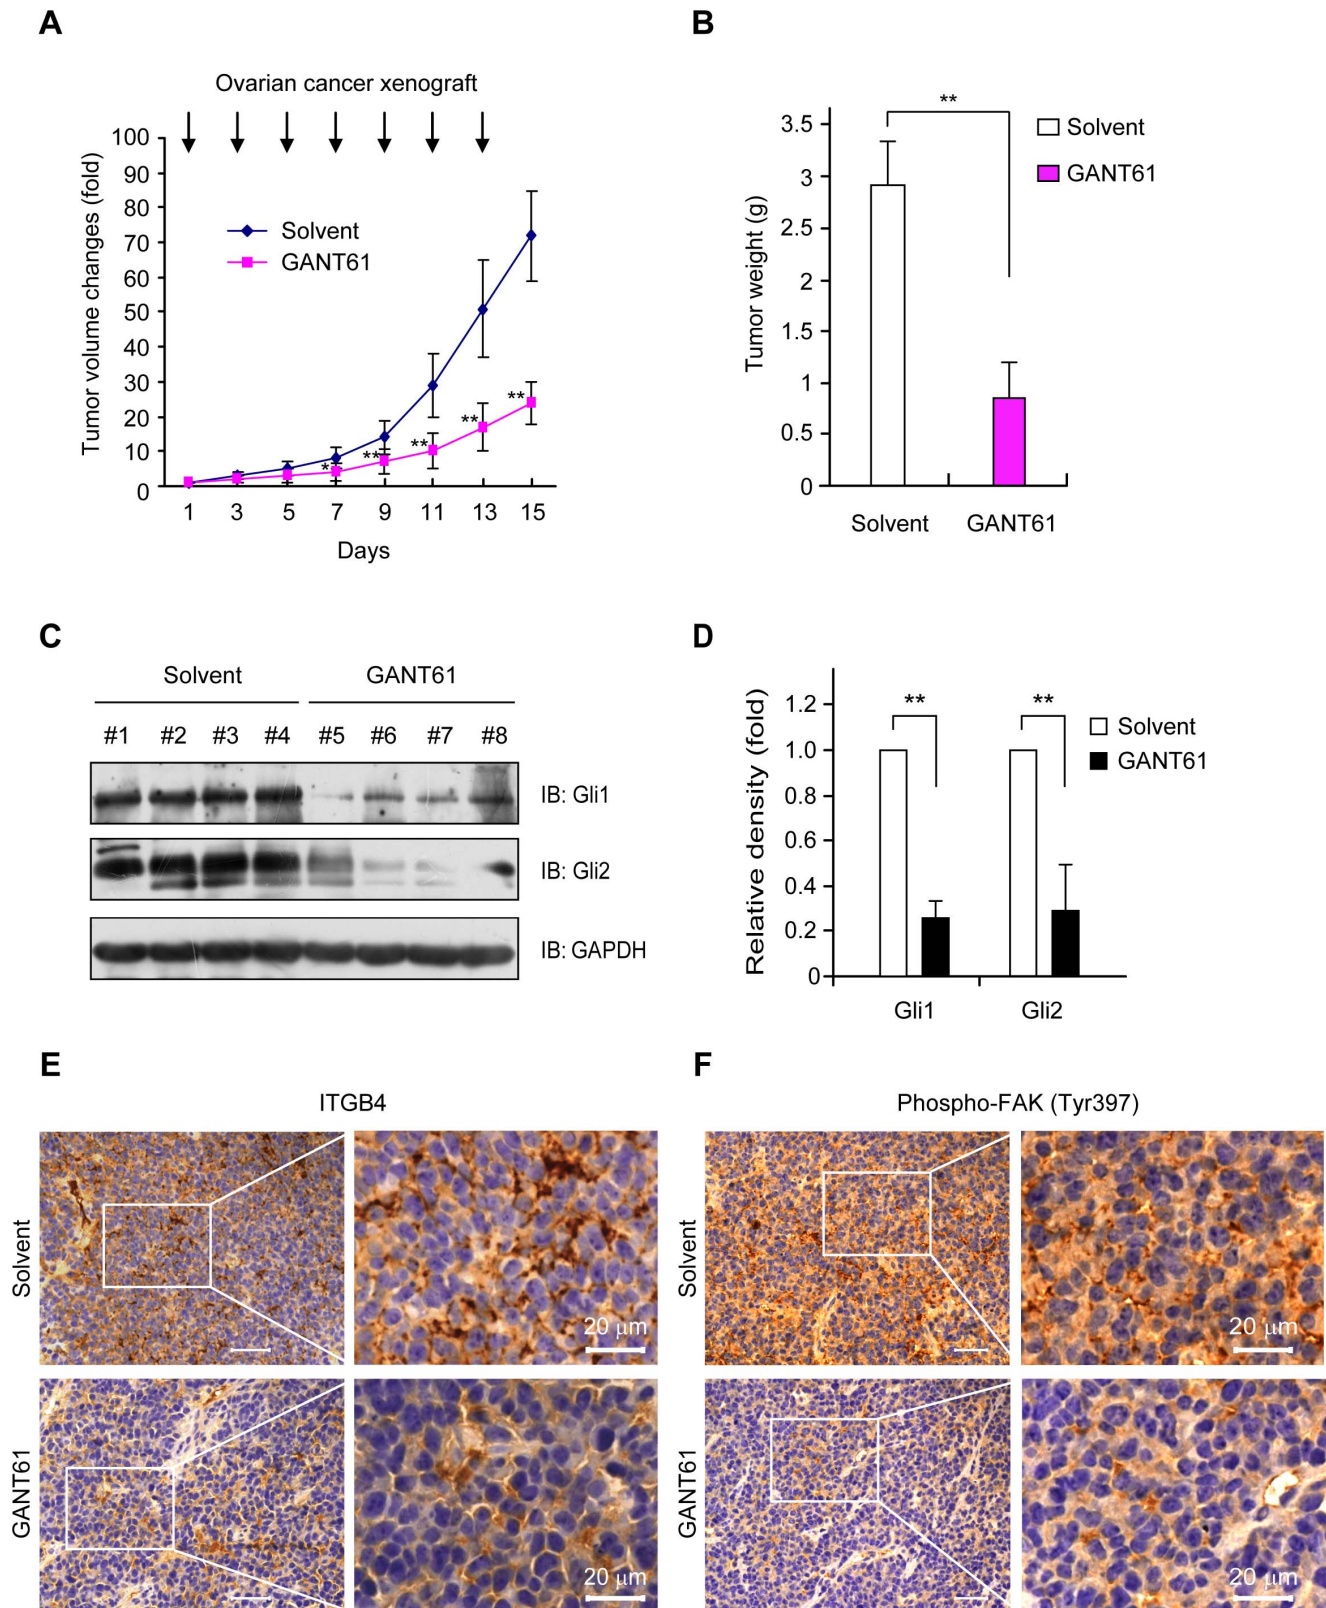 A
Ovarian cancer xenograft
Tumor volume changes (fold)
100
90
80
70
60
50
40
30
20
10
0
Solvent
GANT61
*
**
**
**
**
1 3 5 7 9 11 13 15
Days
B
**
Solvent
GANT61
Tumor weight (g)
3.5
3
2.5
2
1.5
1
0.5
0
Solvent GANT61
C
Solvent GANT61
#1 #2 #3 #4 #5 #6 #7 #8
IB: Gli1
IB: Gli2
IB: GAPDH
D
Relative density (fold)
1.2
1.0
0.8
0.6
0.4
0.2
0
** **
Solvent
GANT61
Gli1 Gli2
E
ITGB4
Solvent
20 μm
GANT61
20 μm
F
Phospho-FAK (Tyr397)
Solvent
20 μm
GANT61
20 μm